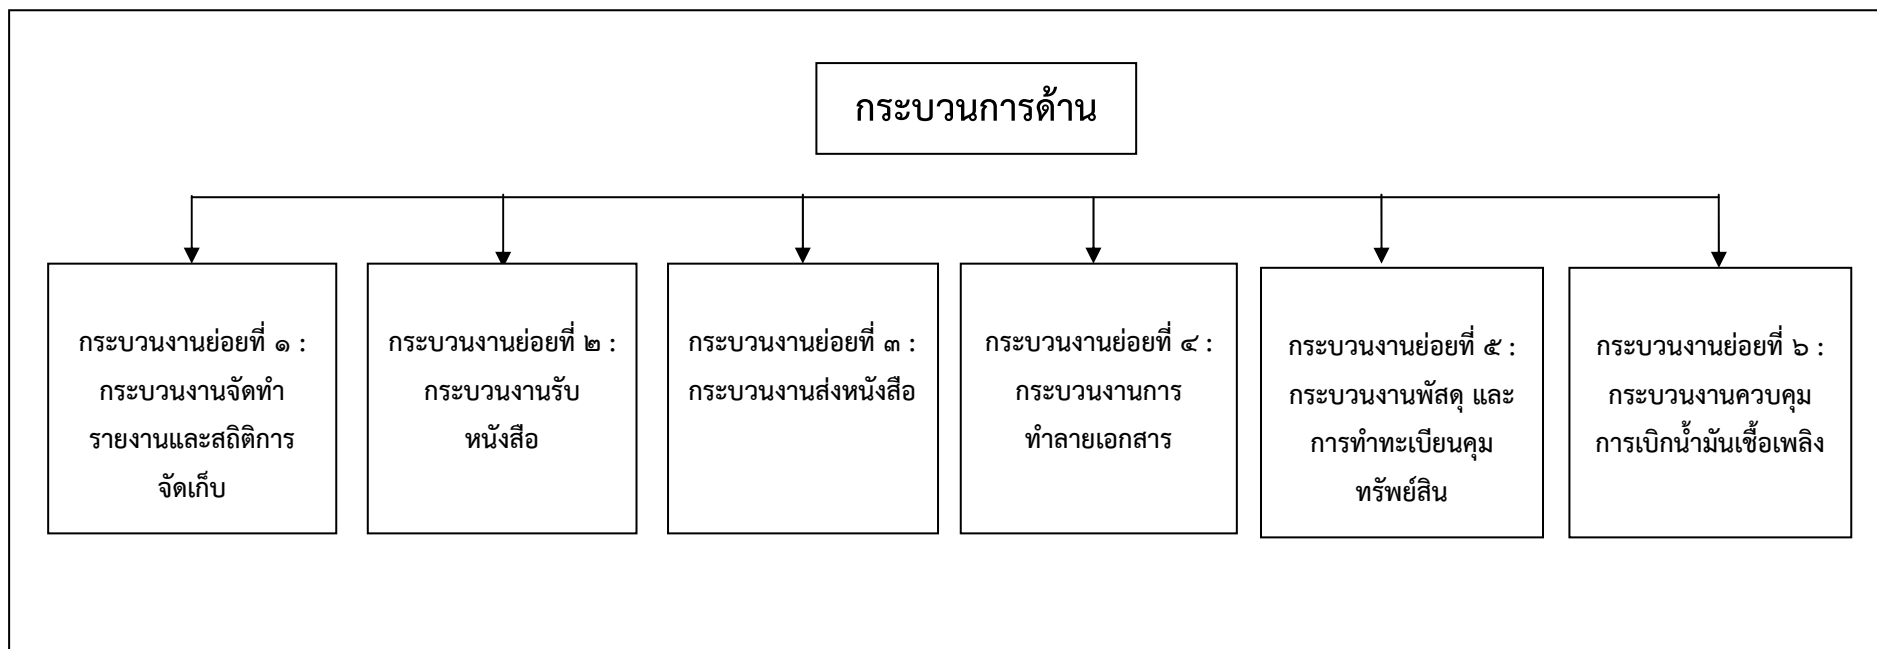 กระบวนการด้าน
กระบวนงานย่อยที่ ๑ :
กระบวนงานจัดทำ
รายงานและสถิติการ
จัดเก็บ
กระบวนงานย่อยที่ ๒ :
กระบวนงานรับ
หนังสือ
กระบวนงานย่อยที่ ๓ :
กระบวนงานส่งหนังสือ
กระบวนงานย่อยที่ ๔ :
กระบวนงานการ
ทำลายเอกสาร
กระบวนงานย่อยที่ ๕ :
กระบวนงานพัสดุ และ
การทำทะเบียนคุม
ทรัพย์สิน
กระบวนงานย่อยที่ ๖ :
กระบวนงานควบคุม
การเบิกน้ำมันเชื้อเพลิง